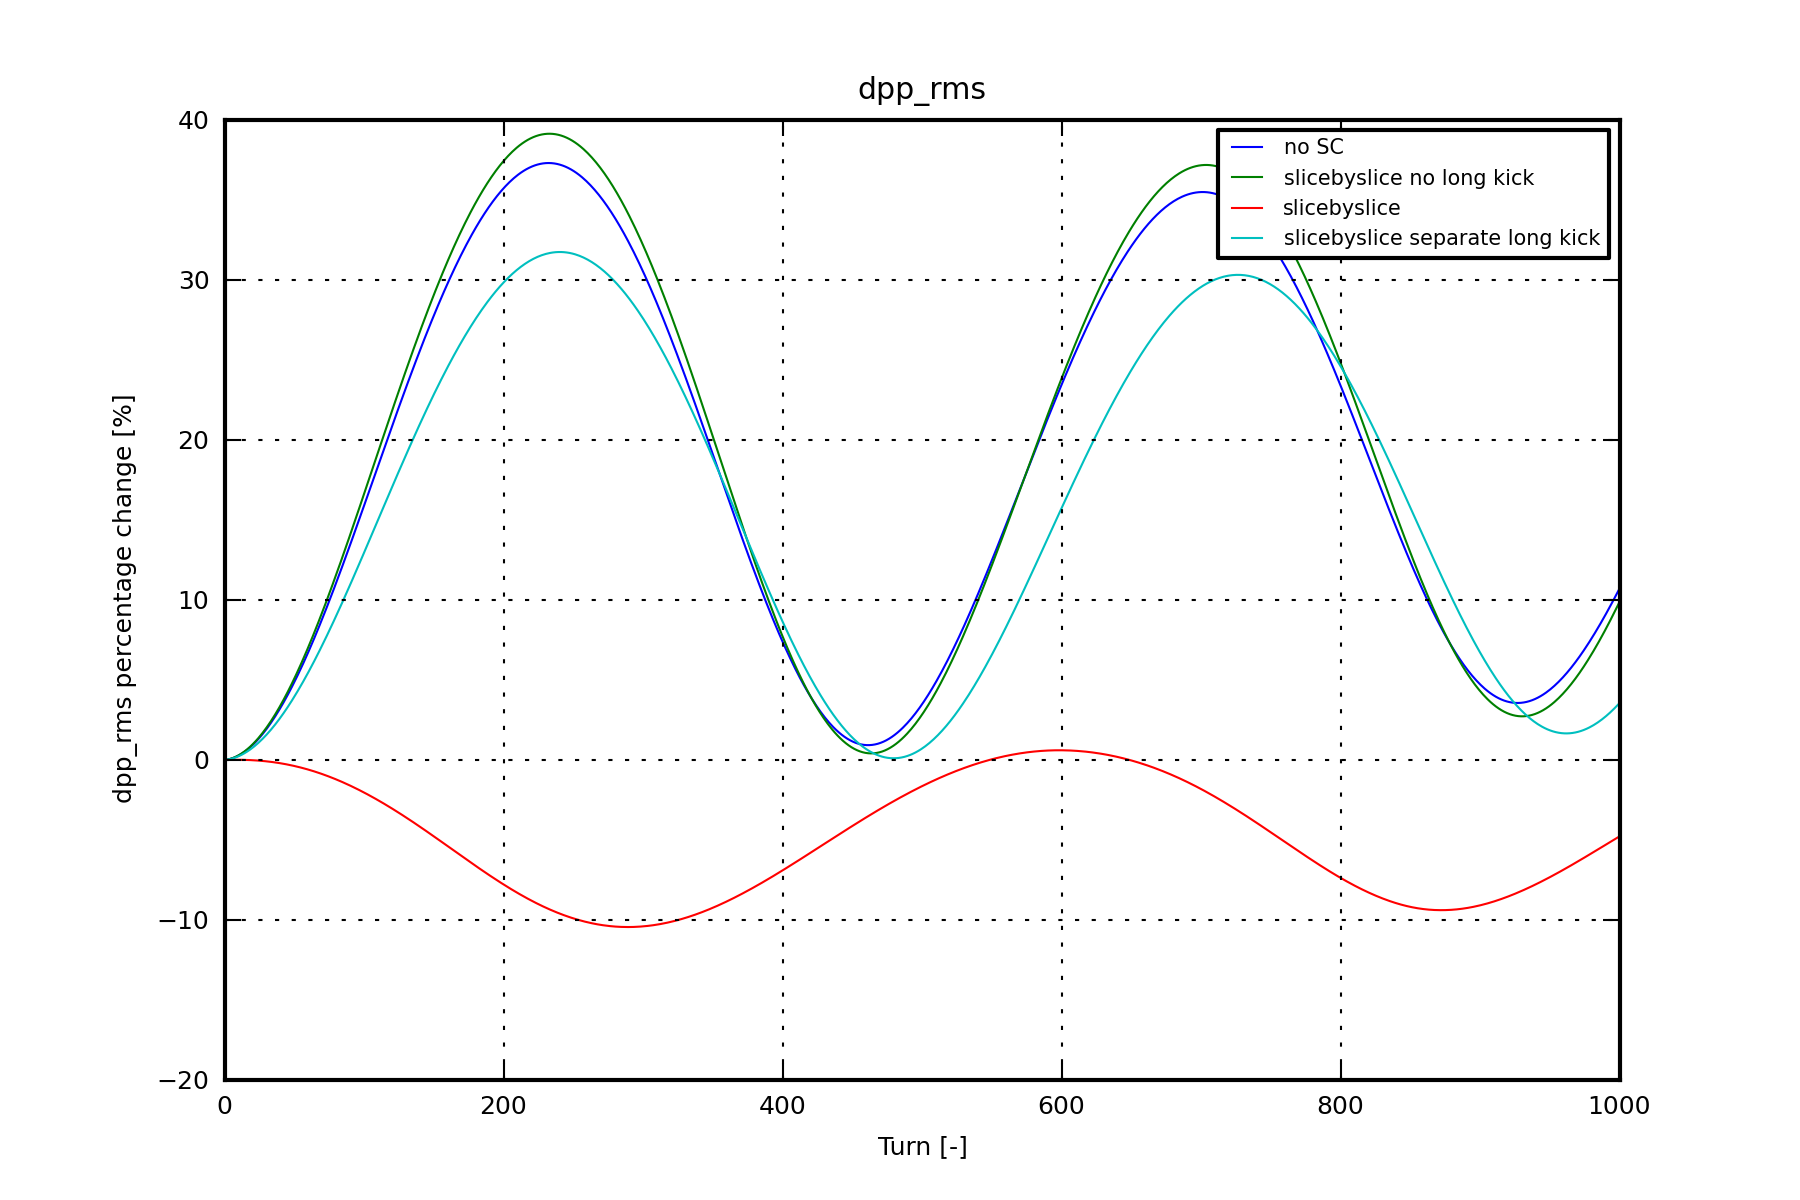 dpp_rms
no SC
slicebyslice no long kick
slicebyslice
slicebyslice separate long kick
dpp_rms percentage change [%]
40
30
20
10
0
−10
−20
0 200 400 600 800 1000
Turn [-]